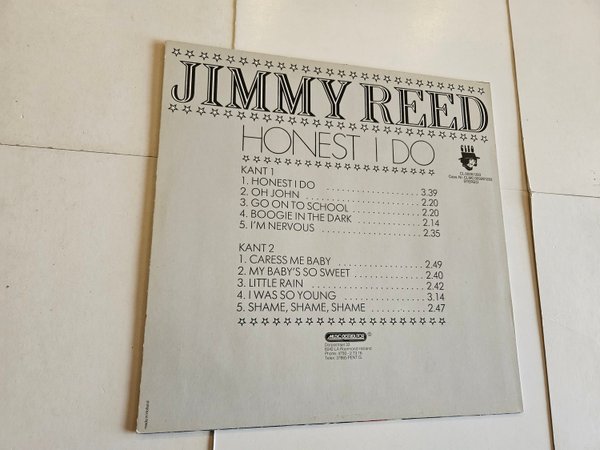 JIMMY REED
HONEST I DO
KANT 1
1. HONEST I DO 3.39
2. OH JOHN 2.20
3. GO ON TO SCHOOL 2.20
4. BOOGIE IN THE DARK 2.14
5. I'M NERVOUS 2.35
KANT 2
1. CARESS ME BABY 2.49
2. MY BABY'S SO SWEET 2.40
3. LITTLE RAIN 2.42
4. I WAS SO YOUNG 3.14
5. SHAME, SHAME, SHAME 2.47